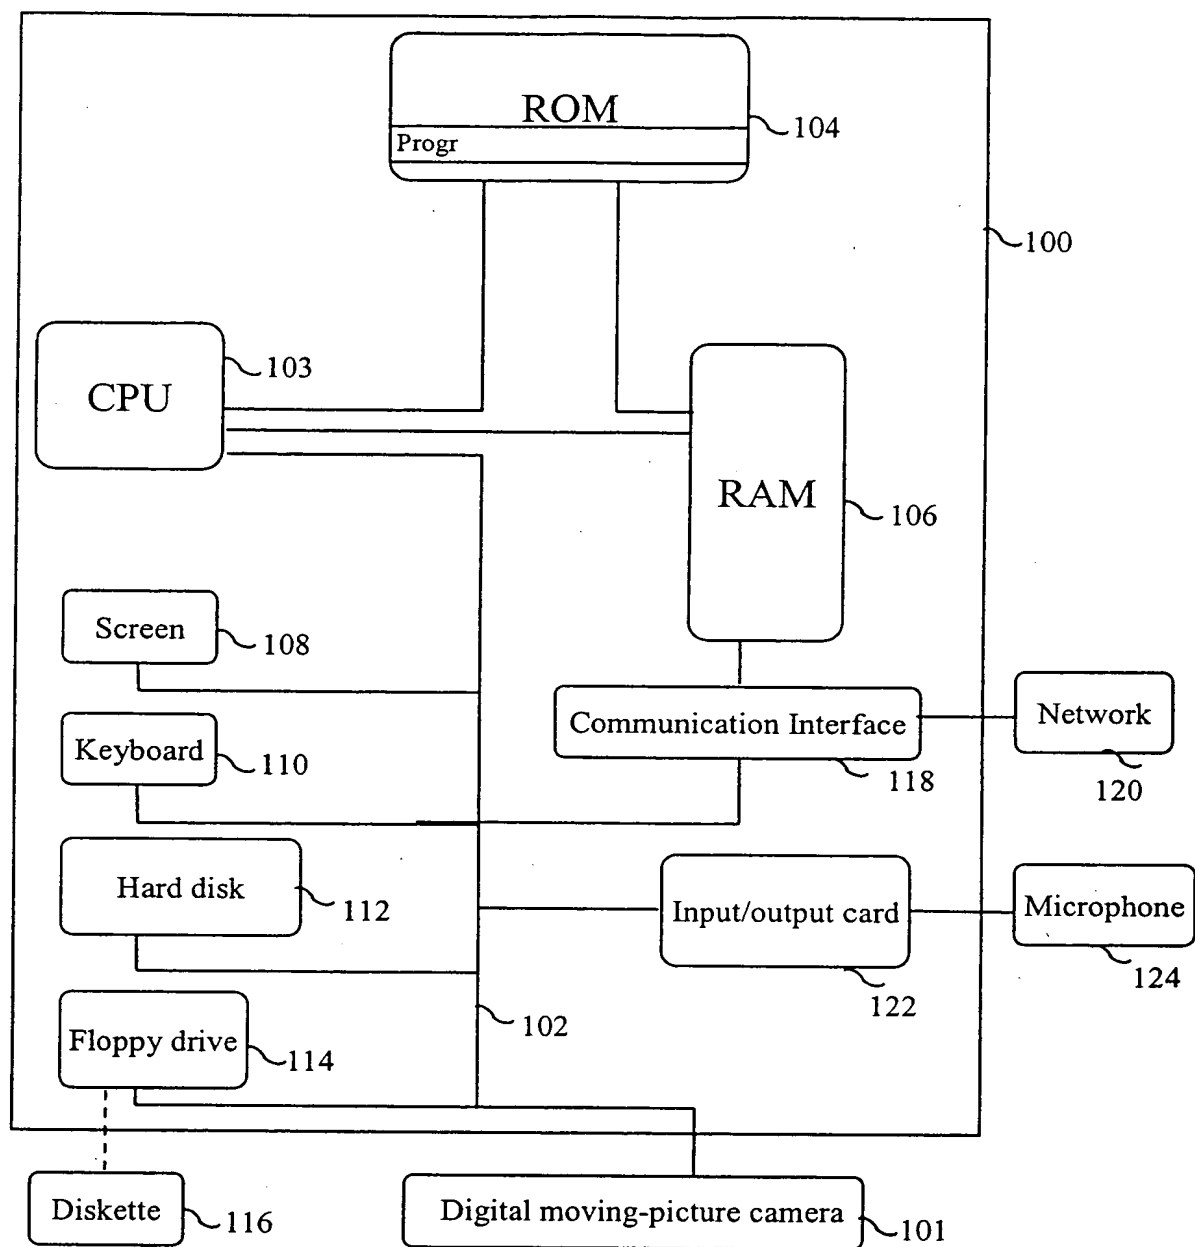 ROM
Progr
104
100
CPU
103
RAM
106
Screen
108
Communication Interface
118
Network
120
Keyboard
110
Hard disk
112
Input/output card
122
Microphone
124
Floppy drive
114
102
Diskette
116
Digital moving-picture camera
101